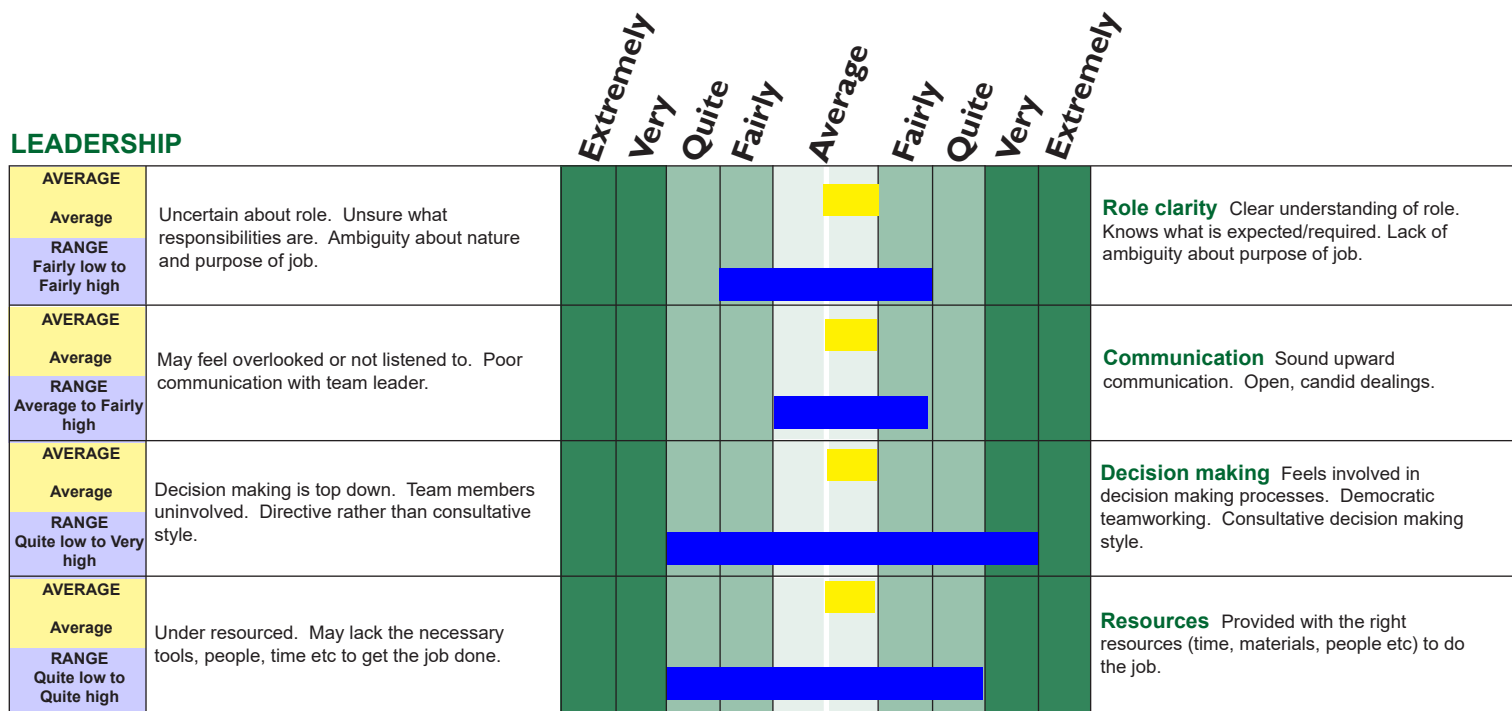 Extremely
Very
Quite
Fairly
Average
Fairly
Quite
Very
Extremely
LEADERSHIP
AVERAGE
Average
RANGE
Fairly low to
Fairly high
Uncertain about role. Unsure what
responsibilities are. Ambiguity about nature
and purpose of job.
Role clarity Clear understanding of role.
Knows what is expected/required. Lack of
ambiguity about purpose of job.
AVERAGE
Average
RANGE
Average to Fairly
high
May feel overlooked or not listened to. Poor
communication with team leader.
Communication Sound upward
communication. Open, candid dealings.
AVERAGE
Average
RANGE
Quite low to Very
high
Decision making is top down. Team members
uninvolved. Directive rather than consultative
style.
Decision making Feels involved in
decision making processes. Democratic
teamworking. Consultative decision making
style.
AVERAGE
Average
RANGE
Quite low to
Quite high
Under resourced. May lack the necessary
tools, people, time etc to get the job done.
Resources Provided with the right
resources (time, materials, people etc) to do
the job.